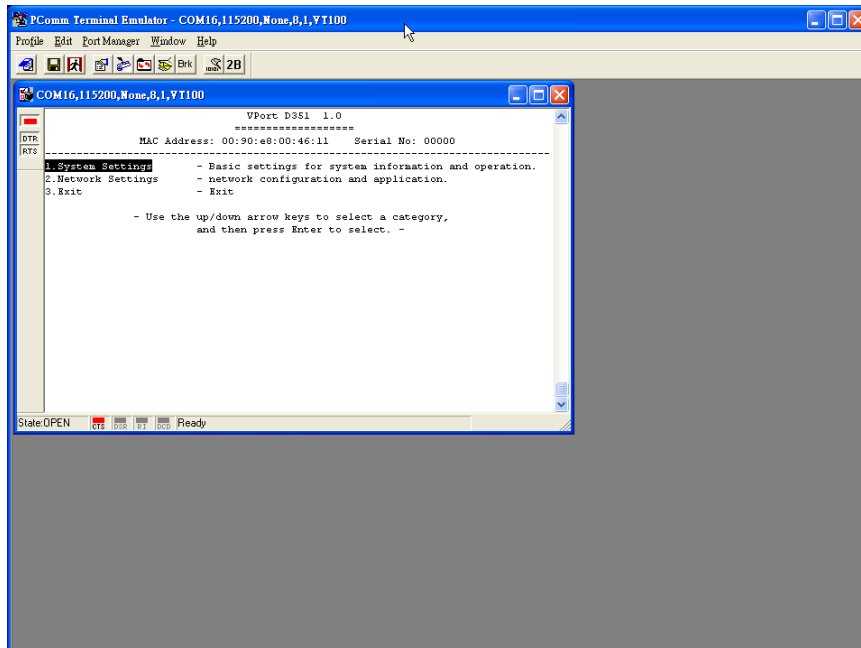 PComm Terminal Emulator - COM16,115200,None,8,1,VT100
Profile Edit Port Manager Window Help
Brk 2B
COM16,115200,None,8,1,VT100
DTR
RTS
VPort D351 1.0
===================
MAC Address: 00:90:e8:00:46:11 Serial No: 00000
--------------------------------------------------------------------------------
1.System Settings - Basic settings for system information and operation.
2.Network Settings - network configuration and application.
3.Exit - Exit
- Use the up/down arrow keys to select a category,
and then press Enter to select. -
State:OPEN CTS DSR RI DCD Ready